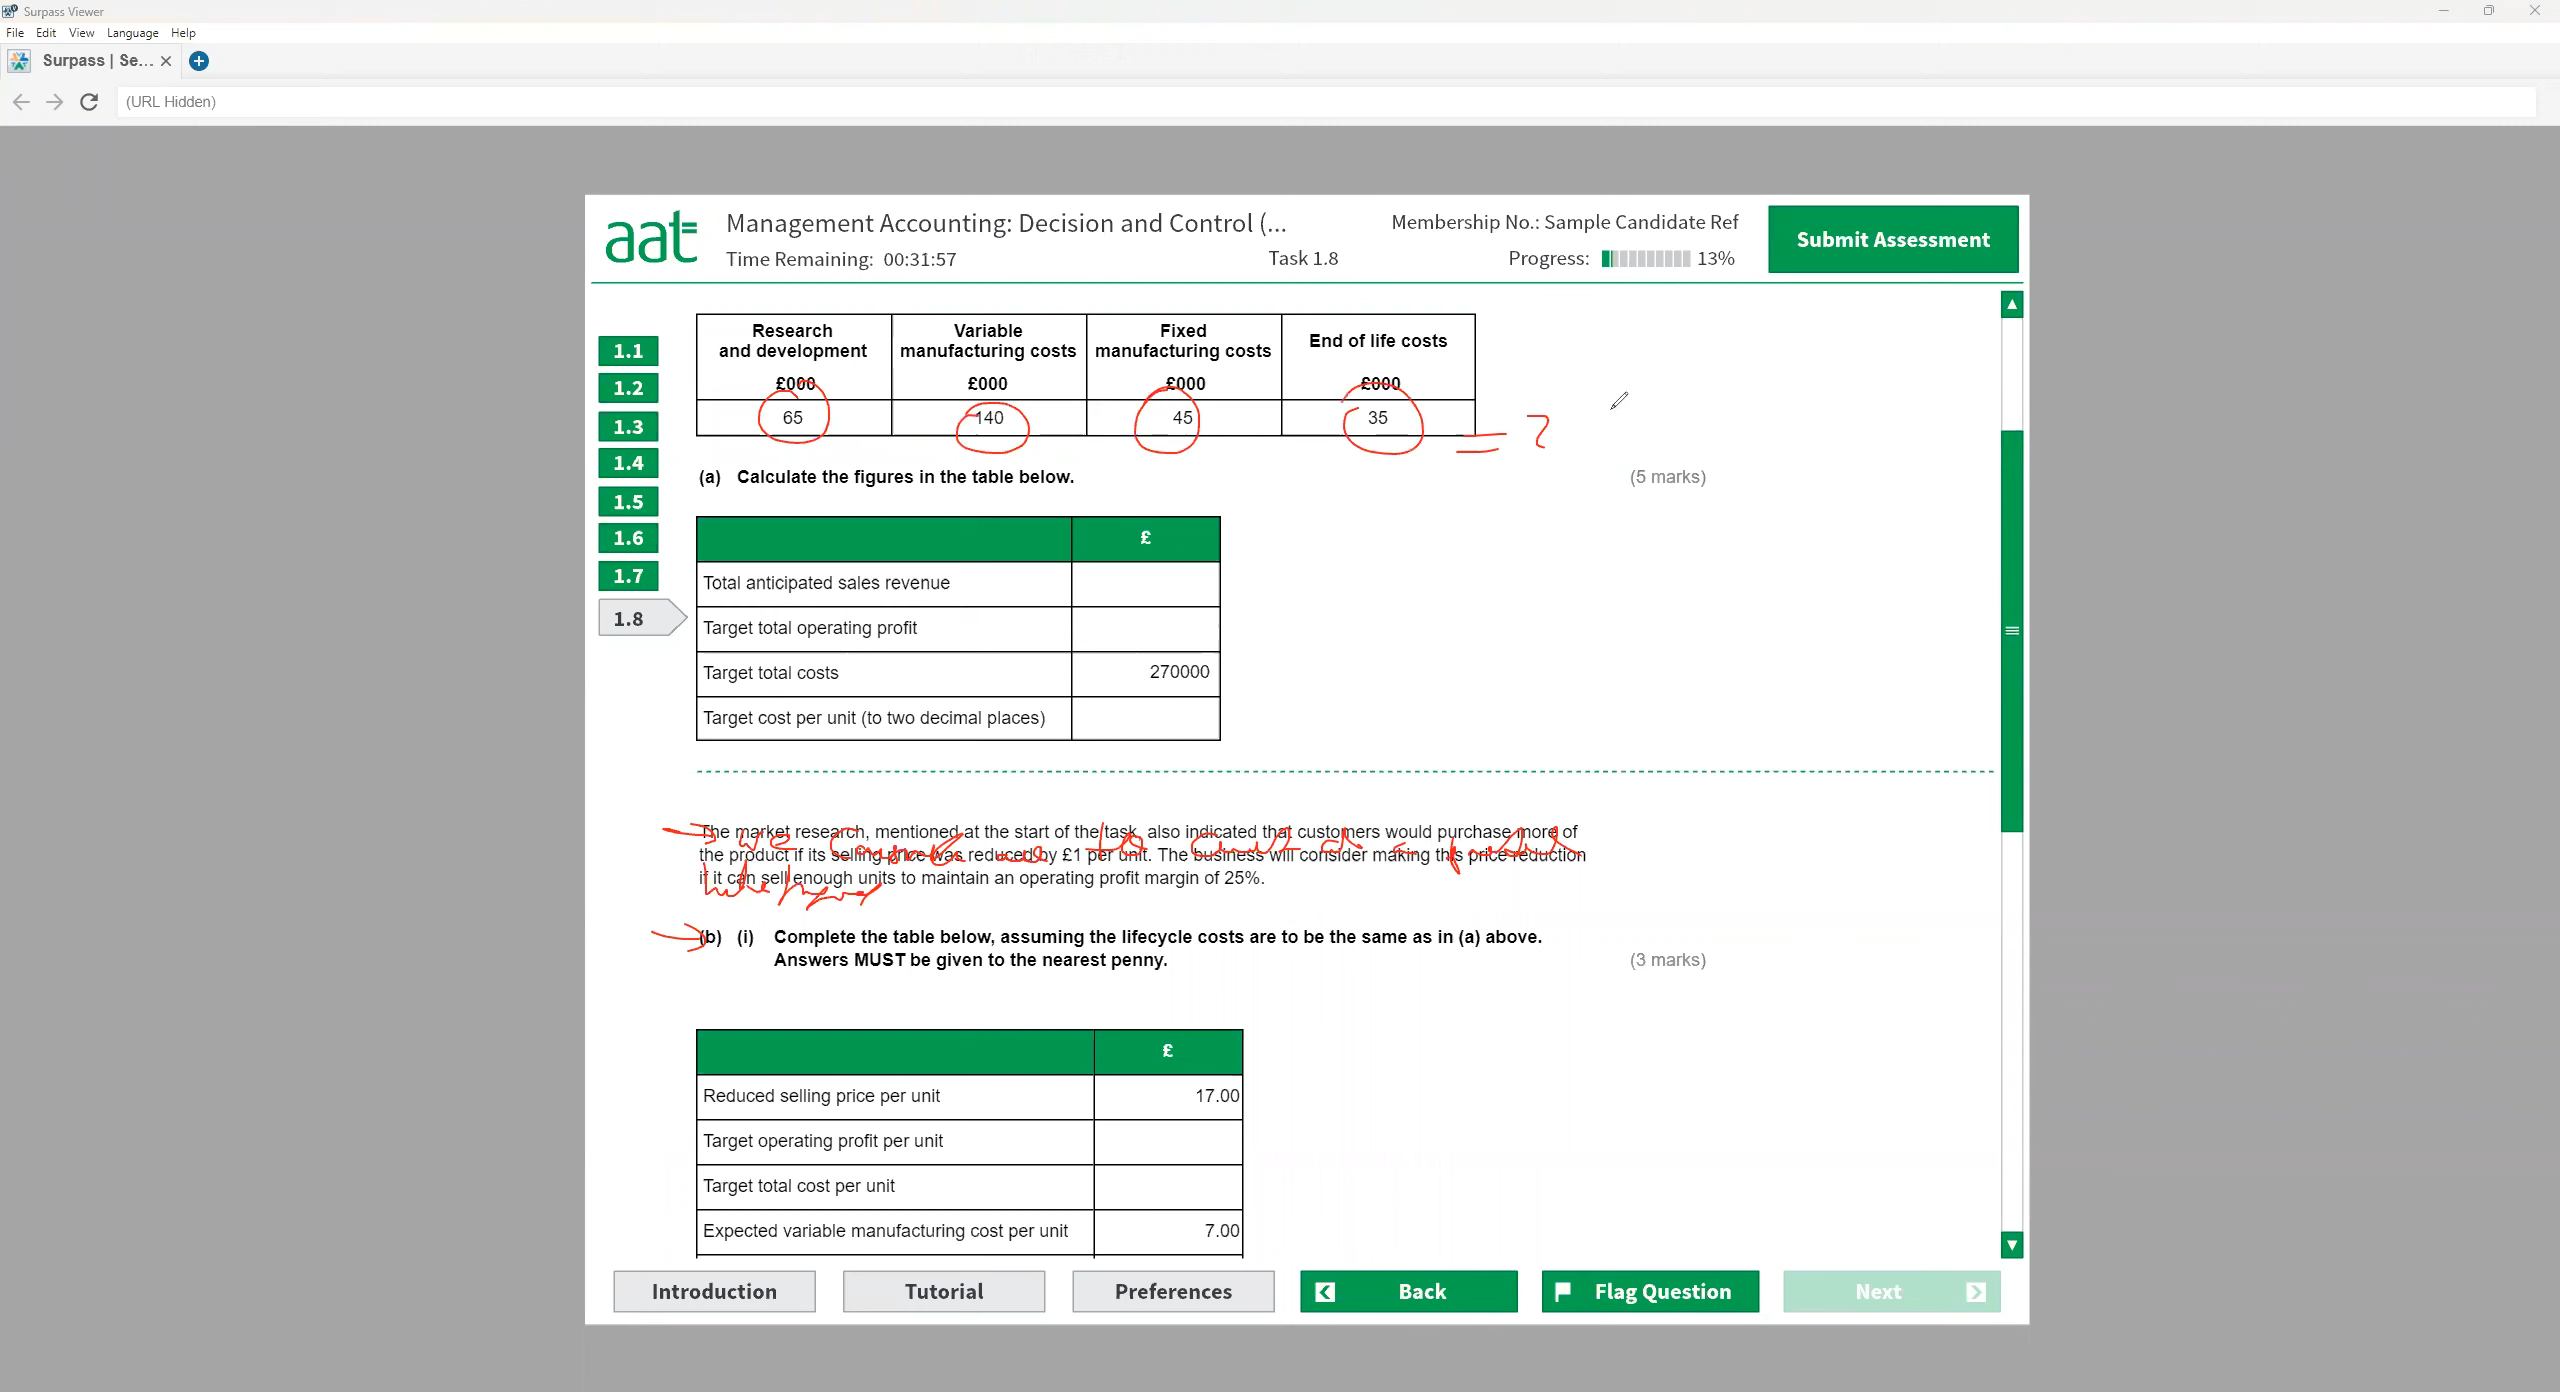 Surpass Viewer
File Edit View Language Help
Surpass | Se...
(URL Hidden)
aat
Management Accounting: Decision and Control (...
Membership No.: Sample Candidate Ref
Submit Assessment
Time Remaining: 00:31:57
Task 1.8
Progress: 13%
1.1
1.2
1.3
1.4
1.5
1.6
1.7
1.8
Research and development £000
Variable manufacturing costs £000
Fixed manufacturing costs £000
End of life costs £000
65 140 45 35 = ?
(a) Calculate the figures in the table below.
(5 marks)
£
Total anticipated sales revenue
Target total operating profit
Target total costs 270000
Target cost per unit (to two decimal places)
The market research, mentioned at the start of the task, also indicated that customers would purchase more of
the product if its selling price was reduced by £1 per unit. The business will consider making this price reduction
if it can sell enough units to maintain an operating profit margin of 25%.
we to
(b) (i) Complete the table below, assuming the lifecycle costs are to be the same as in (a) above.
Answers MUST be given to the nearest penny.
(3 marks)
£
Reduced selling price per unit 17.00
Target operating profit per unit
Target total cost per unit
Expected variable manufacturing cost per unit 7.00
Introduction
Tutorial
Preferences
Back
Flag Question
Next